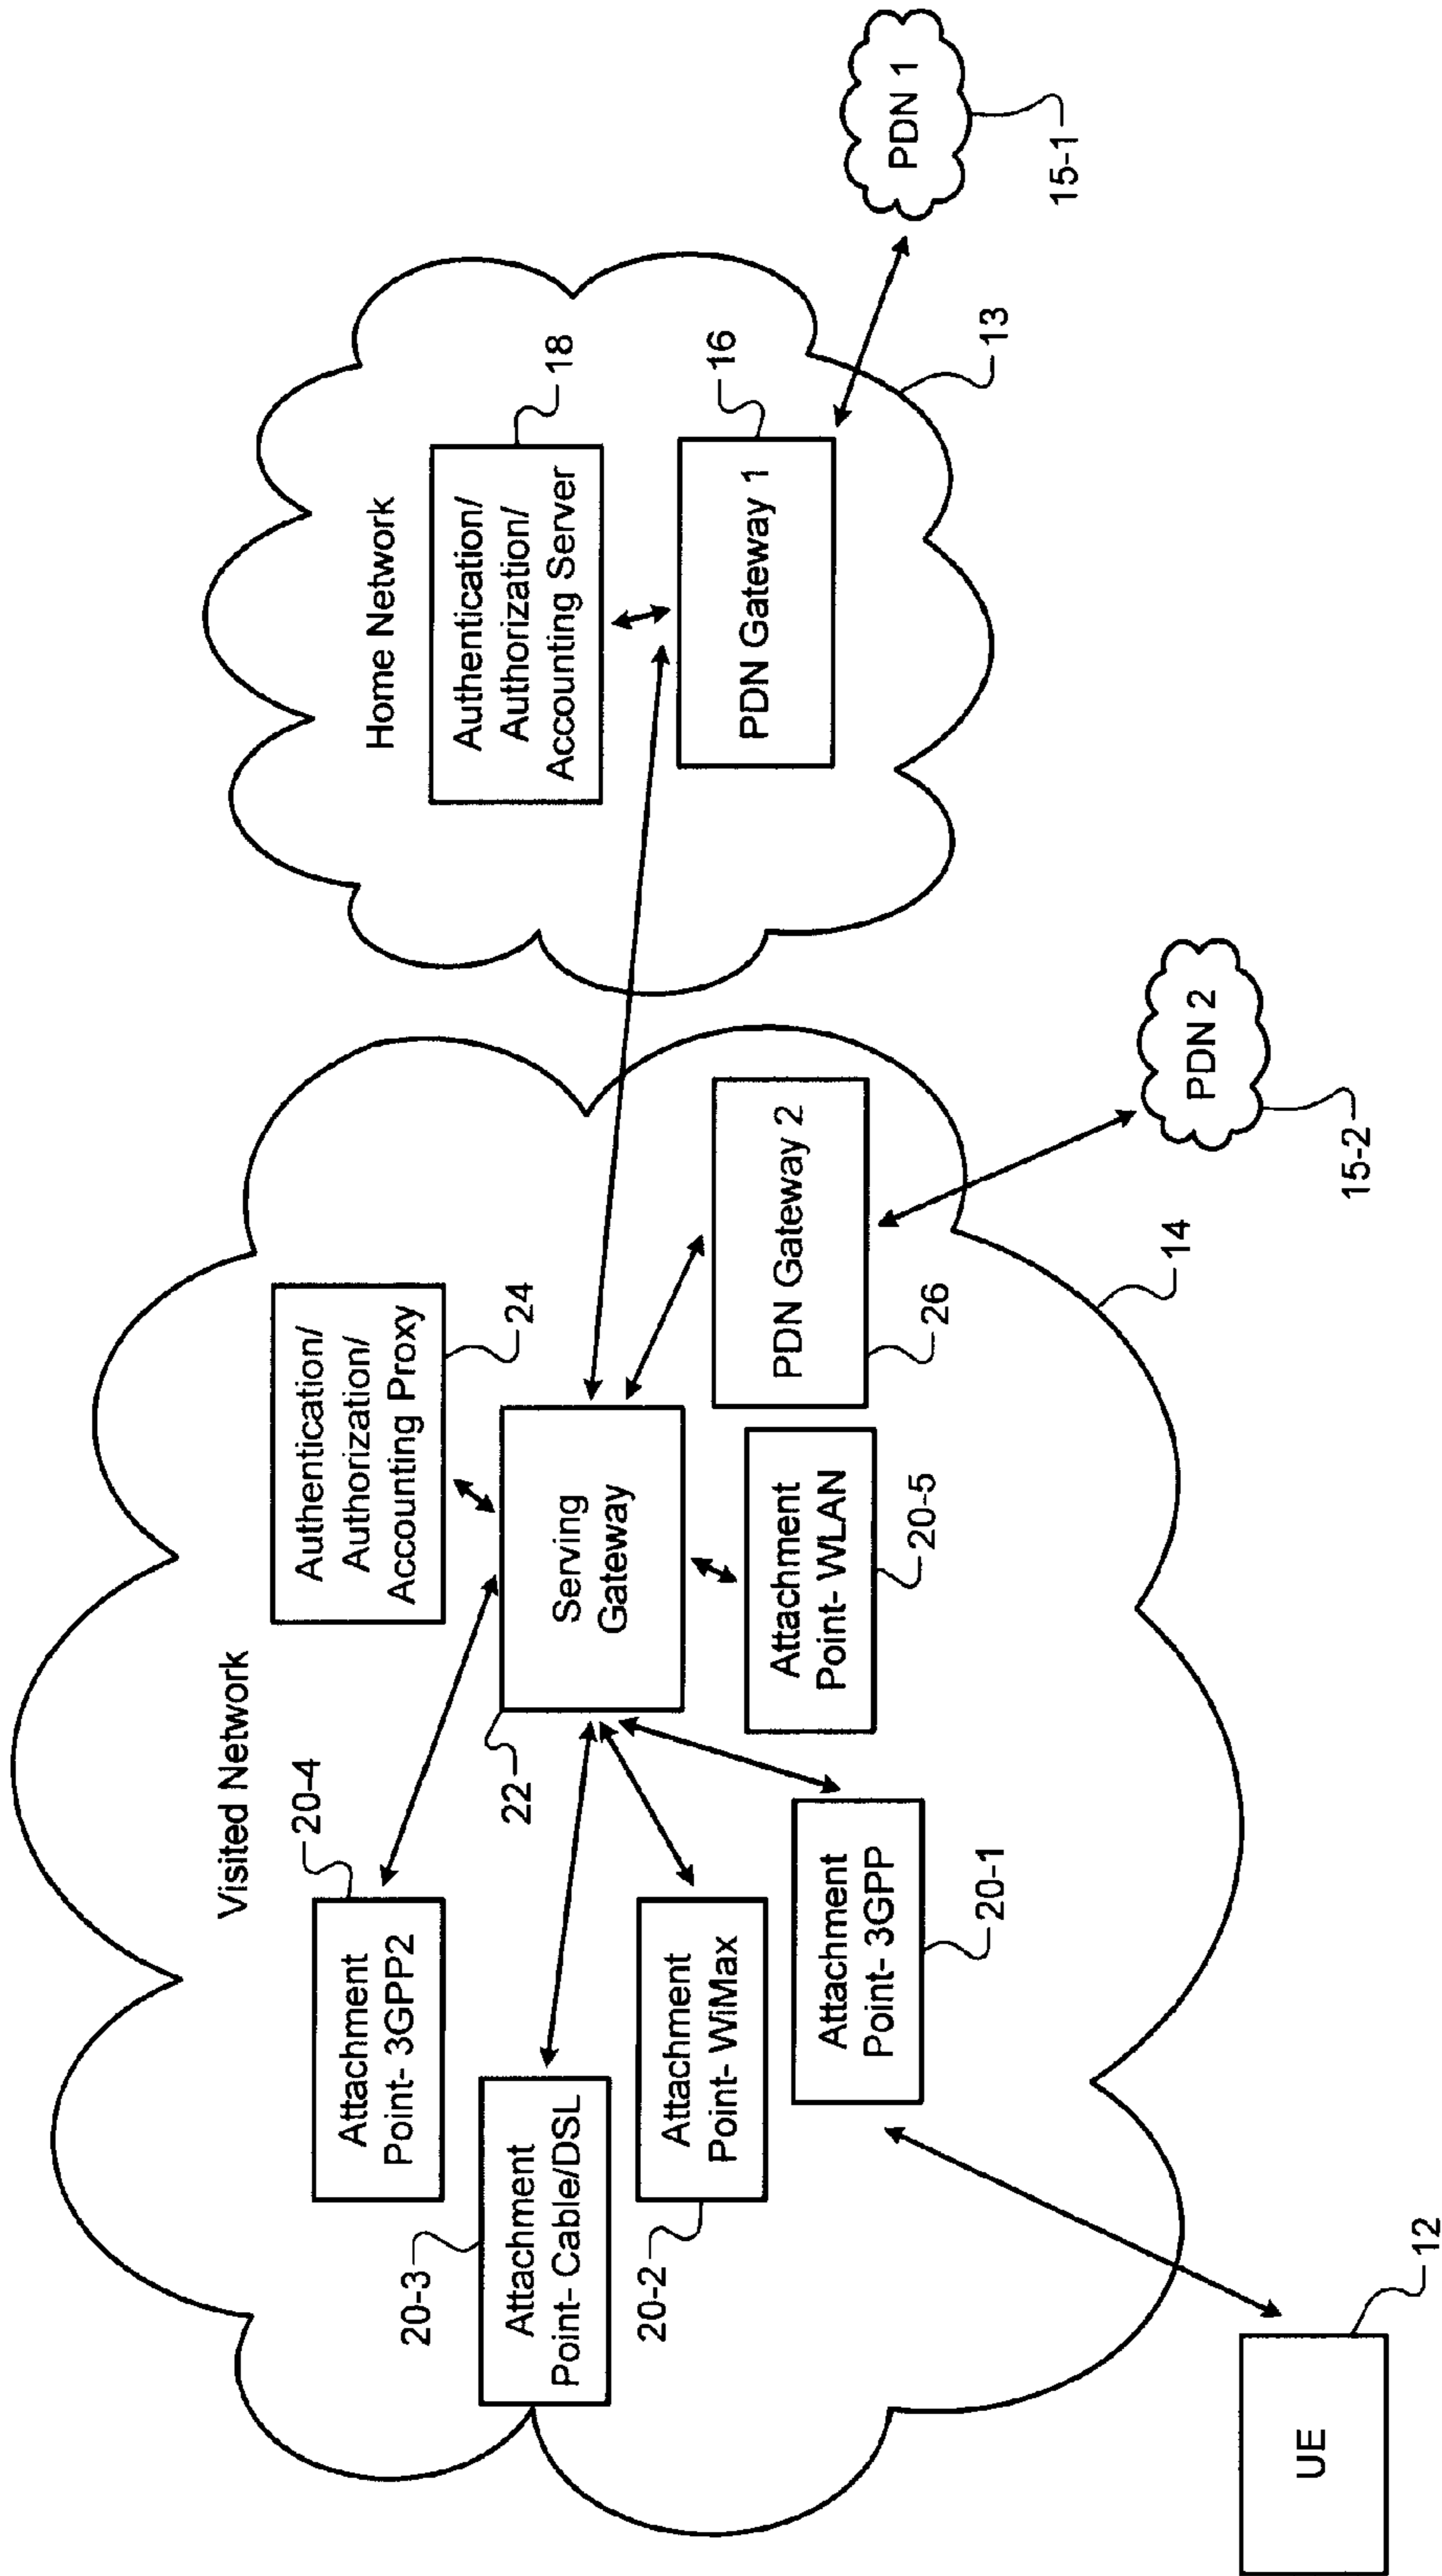 Visited Network
Home Network
Attachment
Point- 3GPP2
20-4
Authentication/
Authorization/
Accounting Proxy
24
Authentication/
Authorization/
Accounting Server
18
20-3
Attachment
Point- Cable/DSL
22
Serving
Gateway
PDN Gateway 1
16
20-2
Attachment
Point- WiMax
Attachment
Point- WLAN
20-5
PDN Gateway 2
26
Attachment
Point- 3GPP
20-1
13
PDN 1
15-1
14
PDN 2
15-2
UE
12